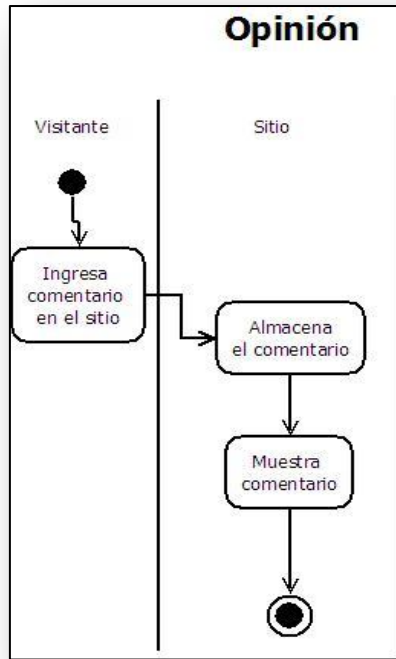 Opinión
Visitante
Sitio
Ingresa
comentario
en el sitio
Almacena
el comentario
Muestra
comentario